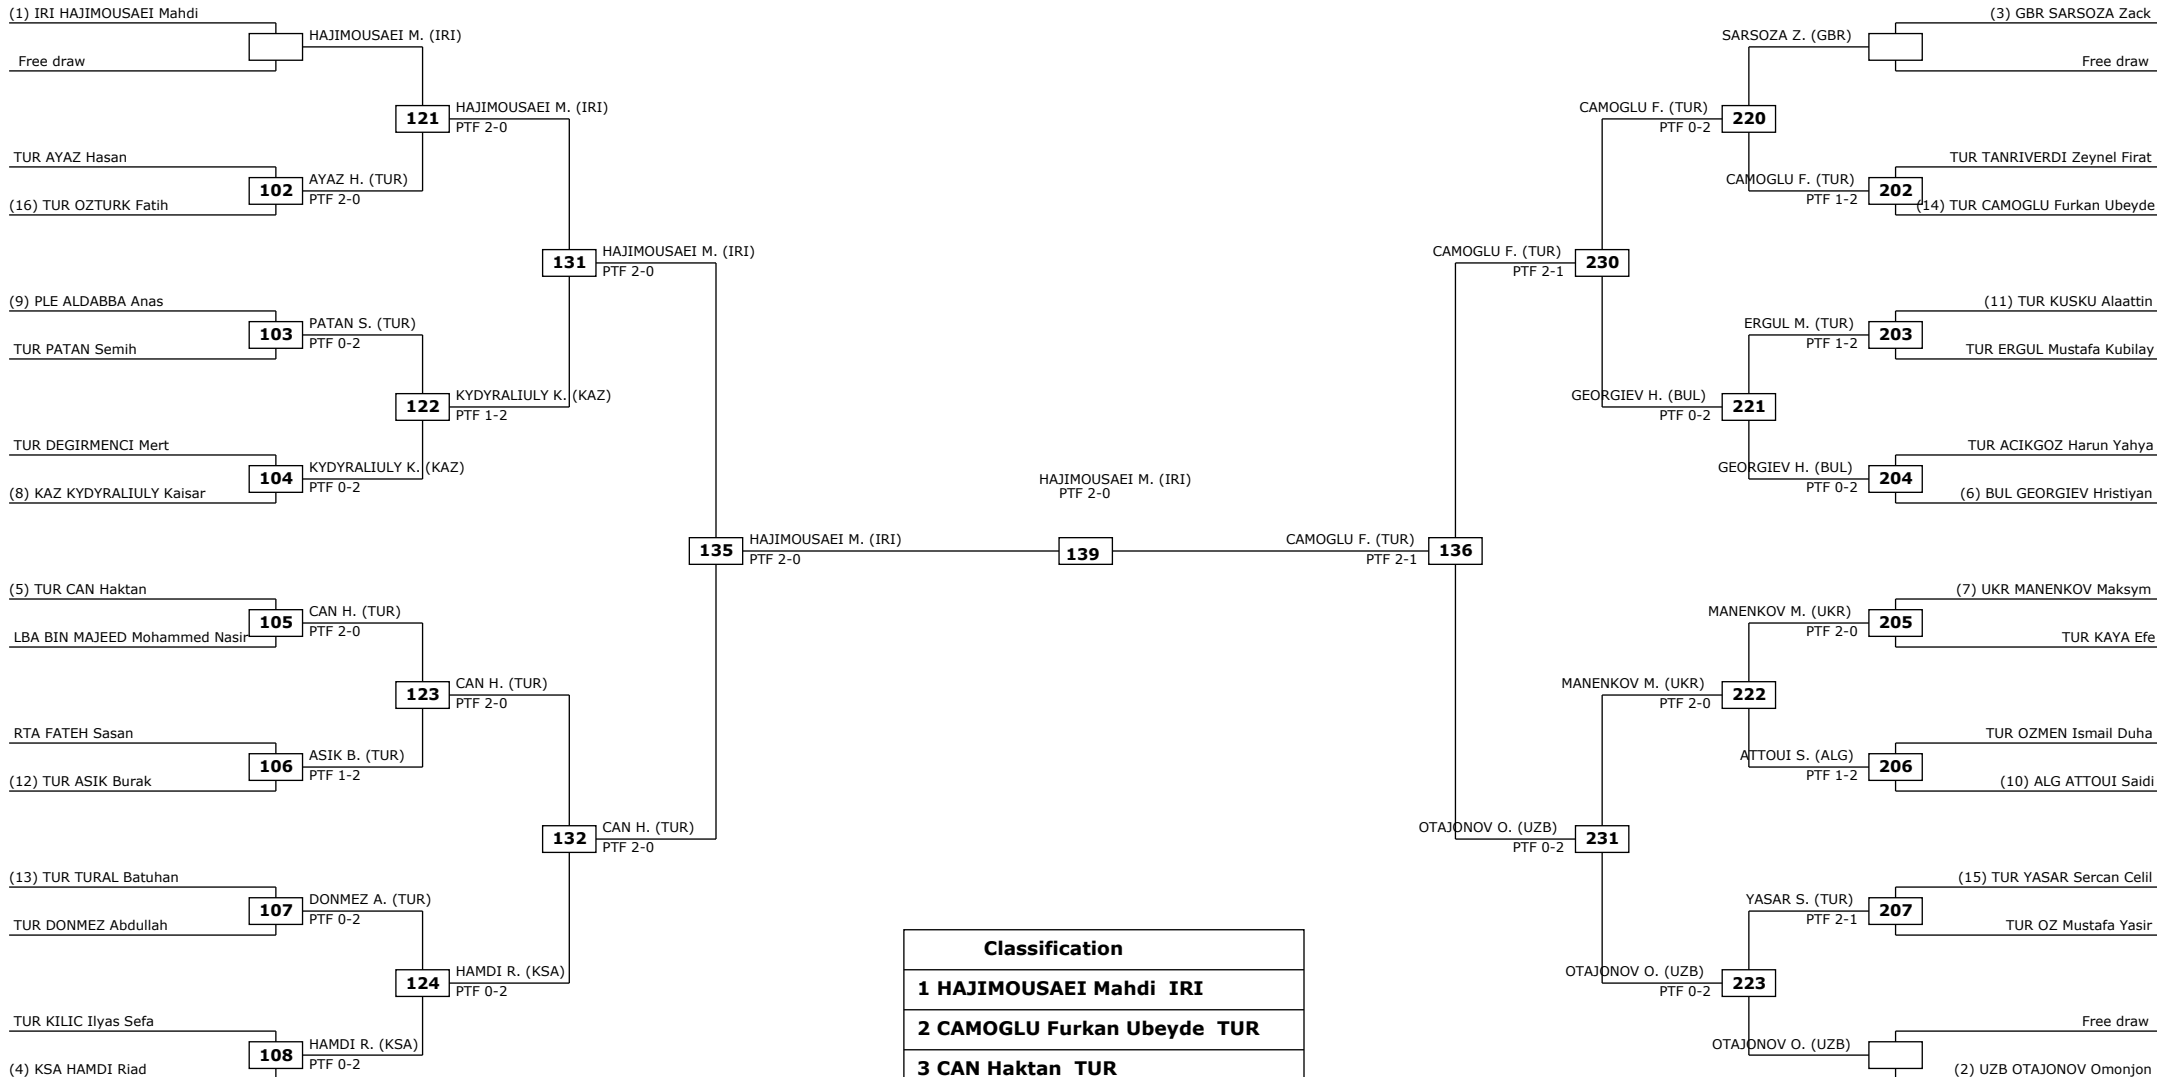 (1) IRI HAJIMOUSAEI Mahdi
HAJIMOUSAEI M. (IRI)
Free draw
HAJIMOUSAEI M. (IRI)
121
PTF 2-0
TUR AYAZ Hasan
AYAZ H. (TUR)
102
PTF 2-0
(16) TUR OZTURK Fatih
HAJIMOUSAEI M. (IRI)
131
PTF 2-0
(9) PLE ALDABBA Anas
PATAN S. (TUR)
103
PTF 0-2
TUR PATAN Semih
KYDYRALIULY K. (KAZ)
122
PTF 1-2
TUR DEGIRMENCI Mert
KYDYRALIULY K. (KAZ)
104
PTF 0-2
(8) KAZ KYDYRALIULY Kaisar
HAJIMOUSAEI M. (IRI)
135
PTF 2-0
(5) TUR CAN Haktan
CAN H. (TUR)
105
PTF 2-0
LBA BIN MAJEED Mohammed Nasir
CAN H. (TUR)
123
PTF 2-0
RTA FATEH Sasan
ASIK B. (TUR)
106
PTF 1-2
(12) TUR ASIK Burak
CAN H. (TUR)
132
PTF 2-0
(13) TUR TURAL Batuhan
DONMEZ A. (TUR)
107
PTF 0-2
TUR DONMEZ Abdullah
HAMDI R. (KSA)
124
PTF 0-2
TUR KILIC Ilyas Sefa
HAMDI R. (KSA)
108
PTF 0-2
(4) KSA HAMDI Riad
HAJIMOUSAEI M. (IRI)
PTF 2-0
139
(3) GBR SARSOZA Zack
SARSOZA Z. (GBR)
Free draw
CAMOGLU F. (TUR)
220
PTF 0-2
TUR TANRIVERDI Zeynel Firat
CAMOGLU F. (TUR)
202
PTF 1-2
(14) TUR CAMOGLU Furkan Ubeyde
CAMOGLU F. (TUR)
230
PTF 2-1
(11) TUR KUSKU Alaattin
ERGUL M. (TUR)
203
PTF 1-2
TUR ERGUL Mustafa Kubilay
GEORGIEV H. (BUL)
221
PTF 0-2
TUR ACIKGOZ Harun Yahya
GEORGIEV H. (BUL)
204
PTF 0-2
(6) BUL GEORGIEV Hristiyan
CAMOGLU F. (TUR)
136
PTF 2-1
(7) UKR MANENKOV Maksym
MANENKOV M. (UKR)
205
PTF 2-0
TUR KAYA Efe
MANENKOV M. (UKR)
222
PTF 2-0
TUR OZMEN Ismail Duha
ATTOUI S. (ALG)
206
PTF 1-2
(10) ALG ATTOUI Saidi
OTAJONOV O. (UZB)
231
PTF 0-2
(15) TUR YASAR Sercan Celil
YASAR S. (TUR)
207
PTF 2-1
TUR OZ Mustafa Yasir
OTAJONOV O. (UZB)
223
PTF 0-2
Free draw
OTAJONOV O. (UZB)
(2) UZB OTAJONOV Omonjon
Classification
1 HAJIMOUSAEI Mahdi IRI
2 CAMOGLU Furkan Ubeyde TUR
3 CAN Haktan TUR